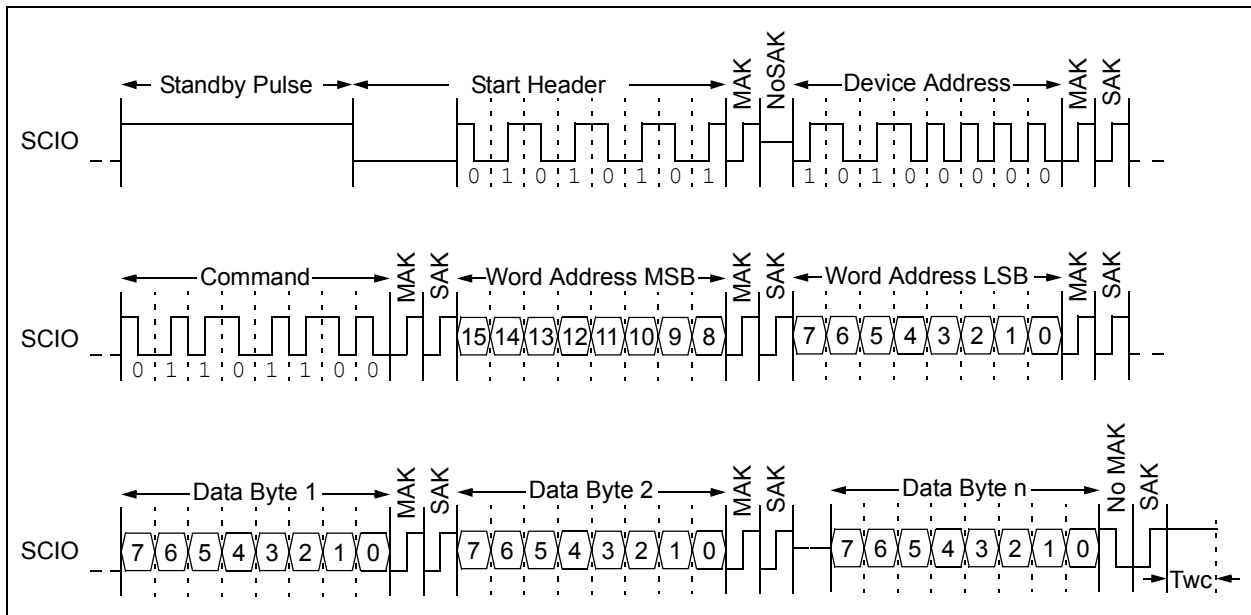 Standby Pulse Start Header MAK NoSAK Device Address MAK SAK
SCIO
0 1 0 1 0 1 0 1 1 0 1 0 0 0 0 0
Command MAK SAK Word Address MSB MAK SAK Word Address LSB MAK SAK
SCIO
15 14 13 12 11 10 9 8 7 6 5 4 3 2 1 0
0 1 1 0 1 1 0 0
Data Byte 1 MAK SAK Data Byte 2 MAK SAK Data Byte n No MAK SAK
SCIO
7 6 5 4 3 2 1 0 7 6 5 4 3 2 1 0 7 6 5 4 3 2 1 0
Twc